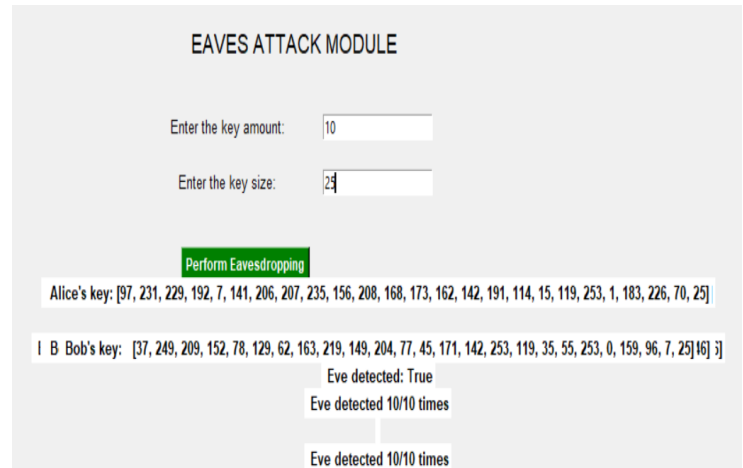 EAVES ATTACK MODULE
Enter the key amount: 10
Enter the key size: 25
Perform Eavesdropping
Alice's key: [97, 231, 229, 192, 7, 141, 206, 207, 235, 156, 208, 168, 173, 162, 142, 191, 114, 15, 119, 253, 1, 183, 226, 70, 25]
I B Bob's key: [37, 249, 209, 152, 78, 129, 62, 163, 219, 149, 204, 77, 45, 171, 142, 253, 119, 35, 55, 253, 0, 159, 96, 7, 25]
Eve detected: True
Eve detected 10/10 times
Eve detected 10/10 times